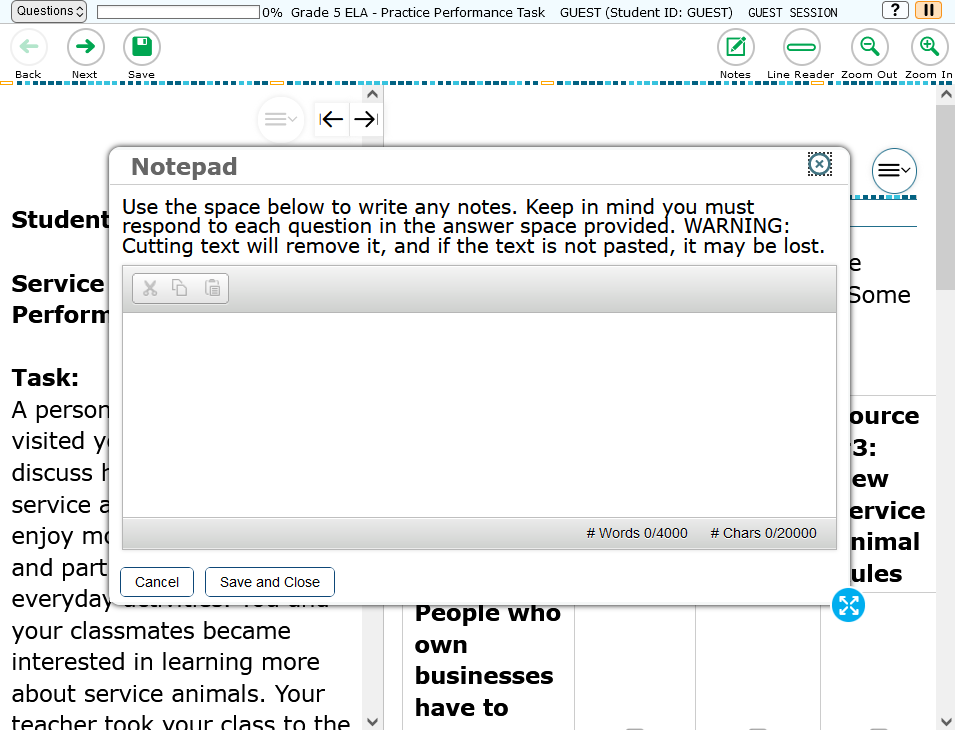 Questions
0% Grade 5 ELA - Practice Performance Task GUEST (Student ID: GUEST) GUEST SESSION ?
Back Next Save Notes Line Reader Zoom Out Zoom In
Notepad
Use the space below to write any notes. Keep in mind you must
respond to each question in the answer space provided. WARNING:
Cutting text will remove it, and if the text is not pasted, it may be lost.
# Words 0/4000 # Chars 0/20000
Cancel Save and Close
Student
Service
Perform
Task:
A person
visited y
discuss h
service a
enjoy mo
and part
everyday activities. You and
your classmates became
interested in learning more
about service animals. Your
teacher took your class to the
e
Some
ource
3:
ew
ervice
nimal
ules
People who
own
businesses
have to